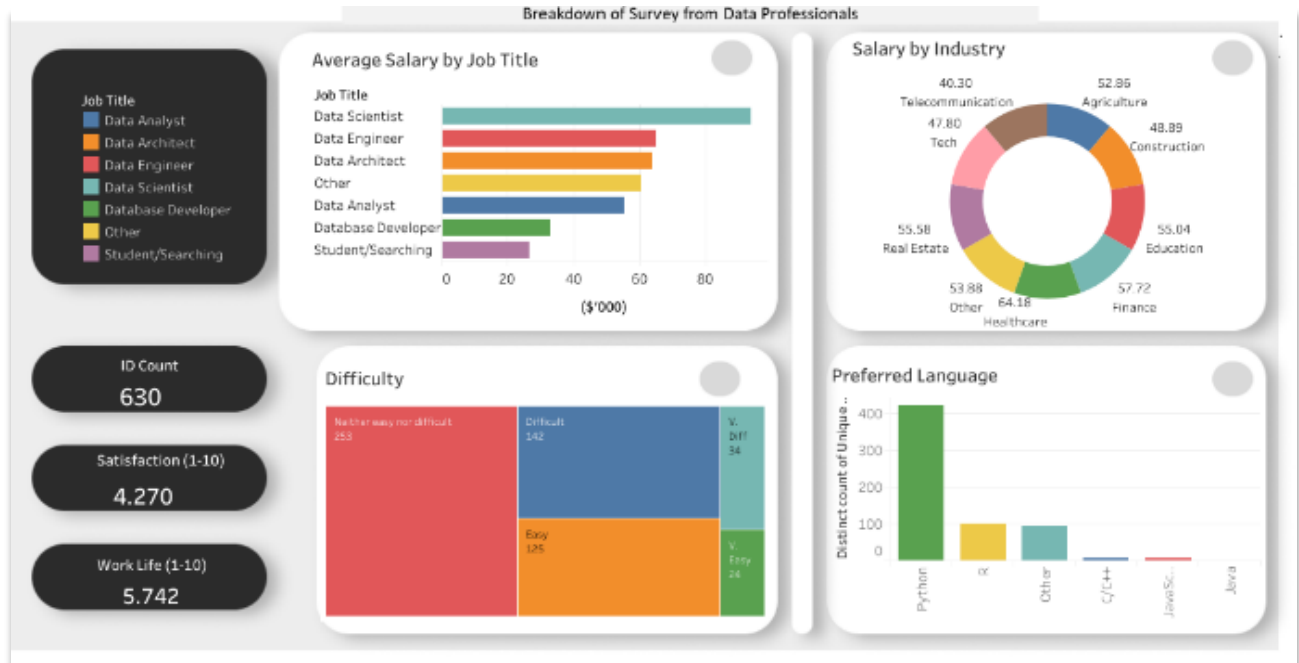 Breakdown of Survey from Data Professionals
Job Title
Data Analyst
Data Architect
Data Engineer
Data Scientist
Database Developer
Other
Student/Searching
ID Count
630
Satisfaction (1-10)
4.270
Work Life (1-10)
5.742
Average Salary by Job Title
Job Title
Data Scientist
Data Engineer
Data Architect
Other
Data Analyst
Database Developer
Student/Searching
0 20 40 60 80
($'000)
Salary by Industry
40.30
Telecommunication
52.86
Agriculture
47.80
Tech
48.89
Construction
55.58
Real Estate
55.04
Education
53.88
Other
64.18
Healthcare
57.72
Finance
Difficulty
Neither easy nor difficult
253
Difficult
142
Easy
125
V.
Diff
34
V.
Easy
24
Preferred Language
Distinct count of Unique ..
400
300
200
100
0
Python
R
Other
C/C++
JavaSc..
Java